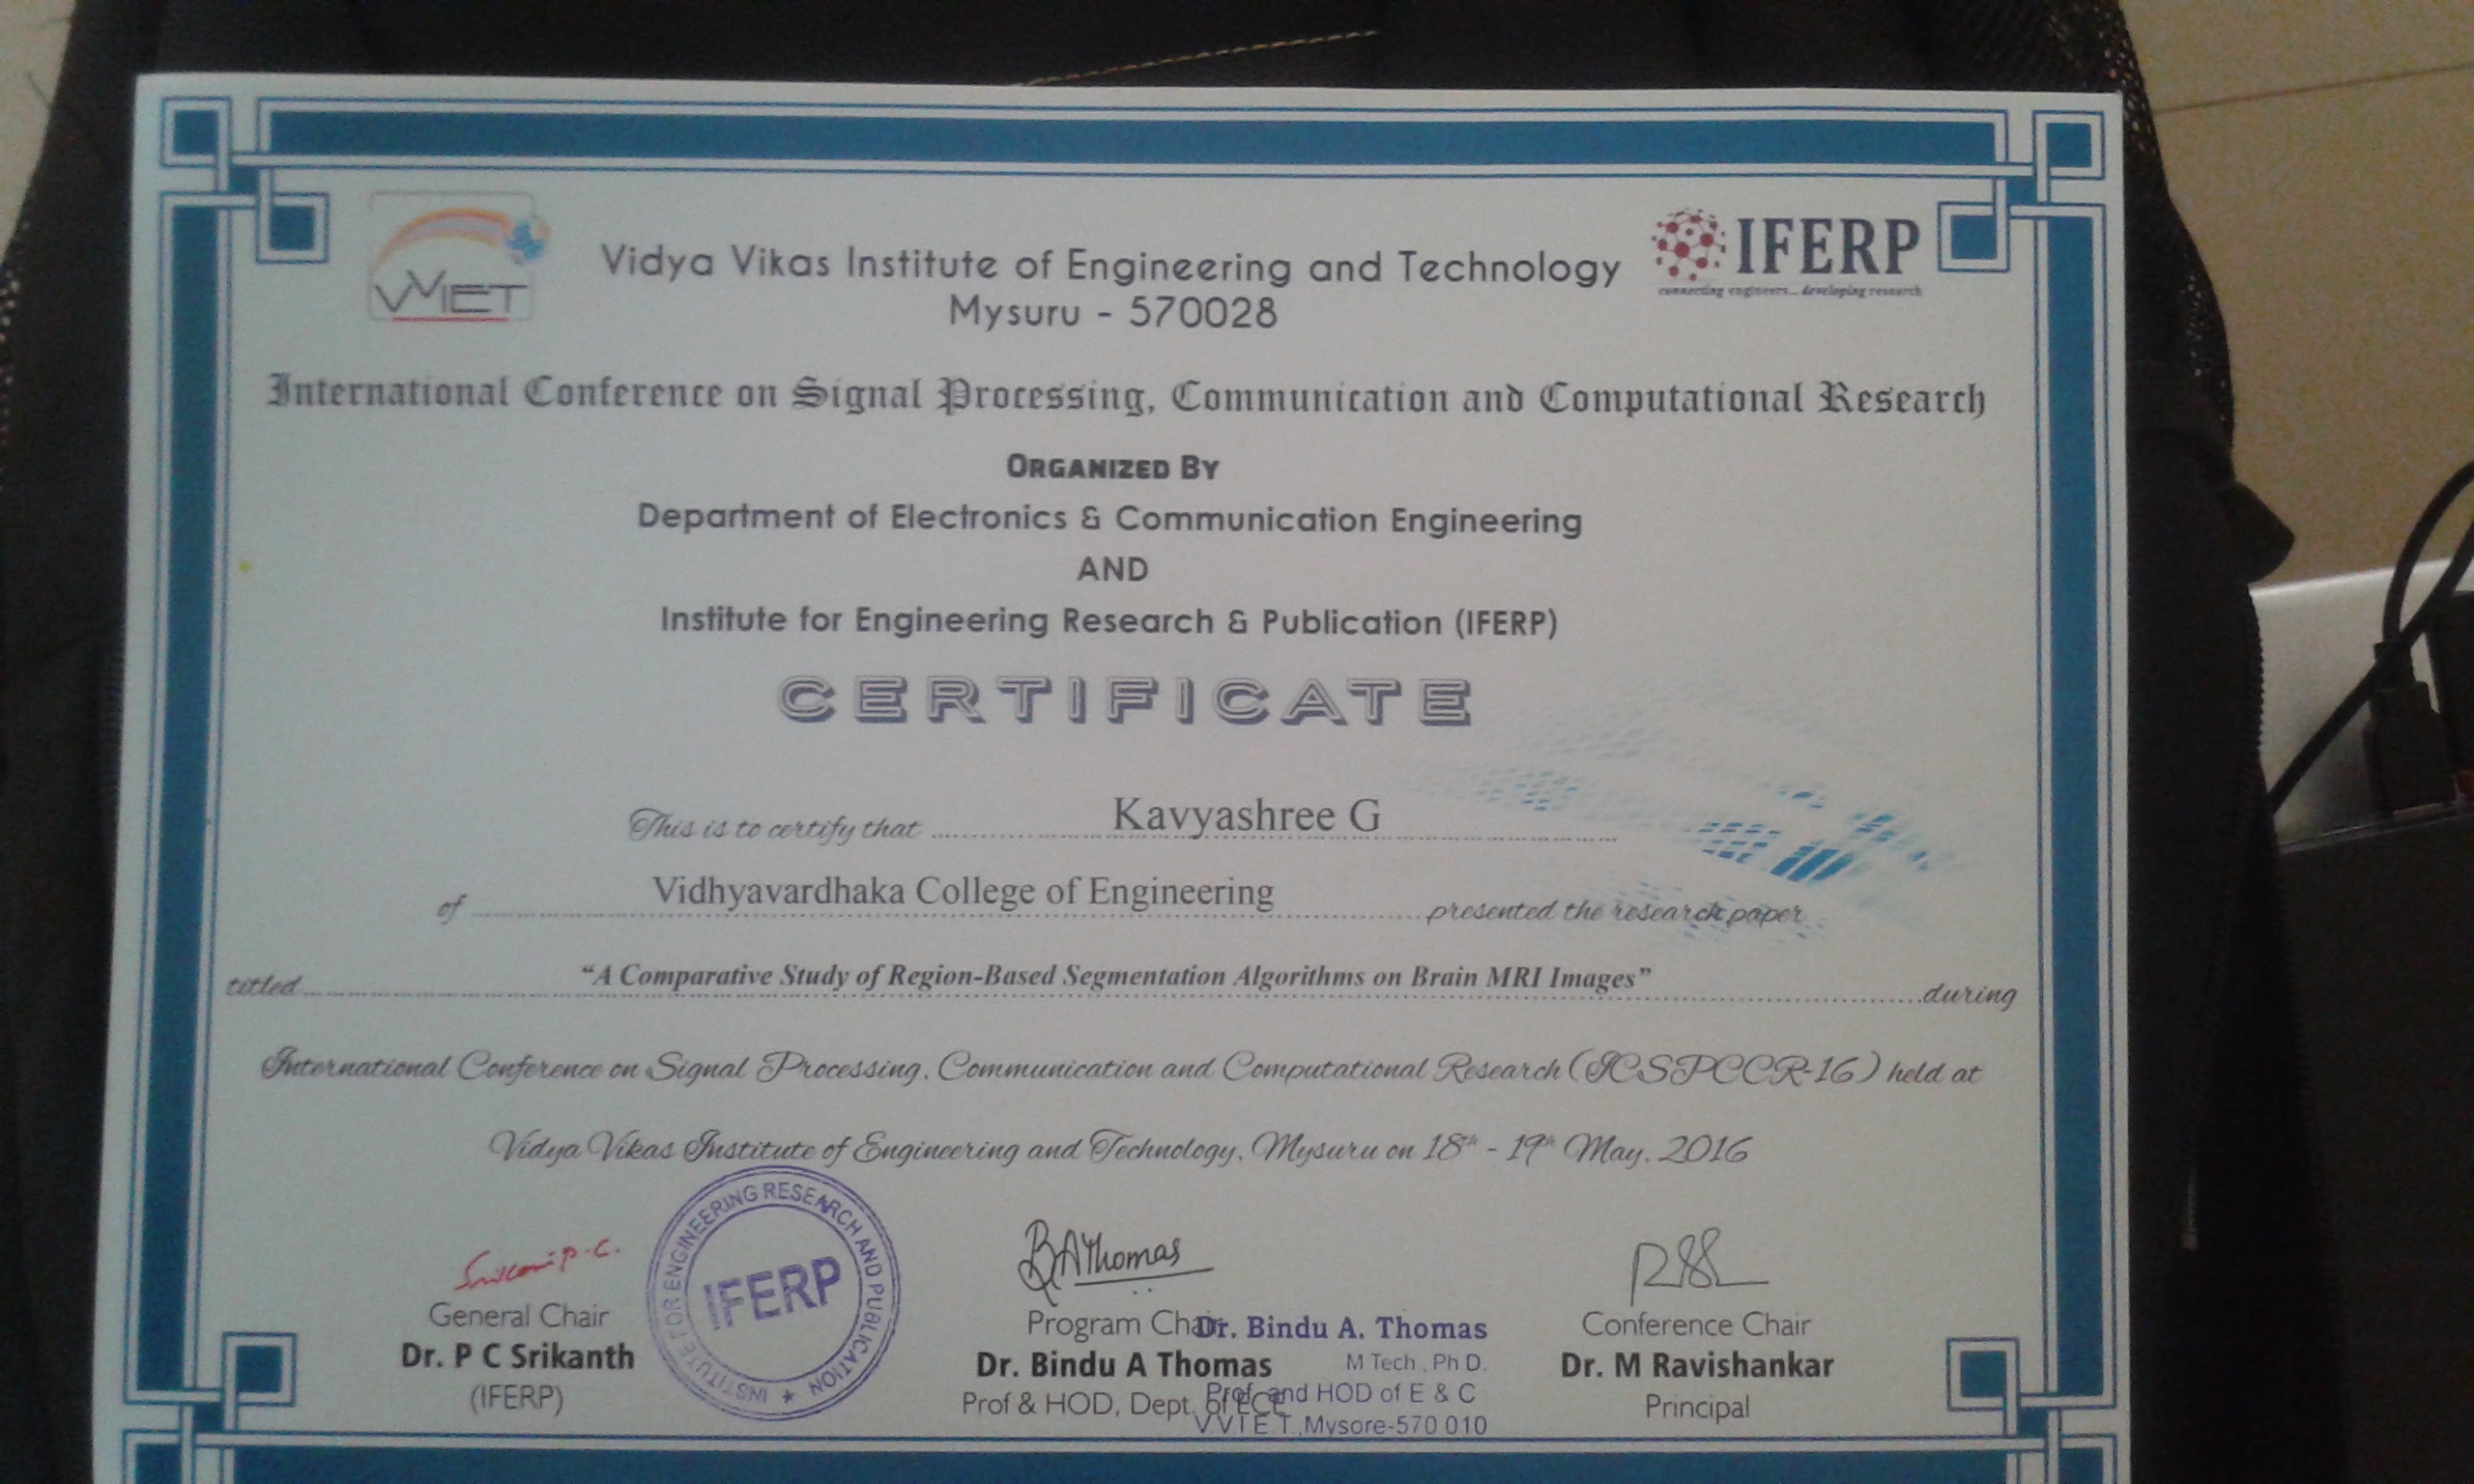 VVIET
Vidya Vikas Institute of Engineering and Technology
Mysuru - 570028
IFERP
connecting engineers... developing research
International Conference on Signal Processing, Communication and Computational Research
ORGANIZED BY
Department of Electronics & Communication Engineering
AND
Institute for Engineering Research & Publication (IFERP)
CERTIFICATE
This is to certify that ............Kavyashree G............
of ............Vidhyavardhaka College of Engineering............presented the research paper
titled............"A Comparative Study of Region-Based Segmentation Algorithms on Brain MRI Images"............during
International Conference on Signal Processing, Communication and Computational Research (ICSPCCR-16) held at
Vidya Vikas Institute of Engineering and Technology, Mysuru on 18th - 19th May, 2016
General Chair
Dr. P C Srikanth
(IFERP)
INSTITUTE FOR ENGINEERING RESEARCH AND PUBLICATION ★
IFERP
BAThomas
Program Chair
Dr. Bindu A Thomas
Prof & HOD, Dept. of ECE
Dr. Bindu A. Thomas
M Tech., Ph D.
Prof. and HOD of E & C
VVIET, Mysore-570 010
Conference Chair
Dr. M Ravishankar
Principal